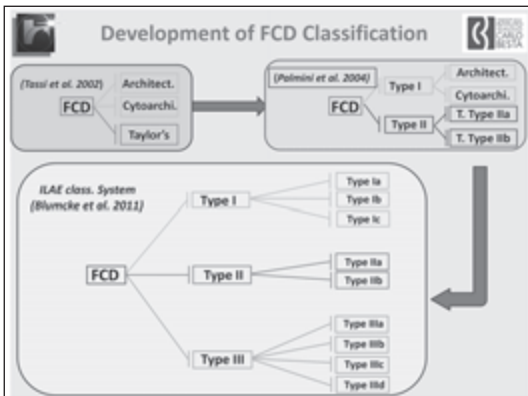 Development of FCD Classification
CARLO
BESTA
(Tassi et al. 2002)
FCD
Architect.
Cytoarchi.
Taylor's
(Palmini et al. 2004)
FCD
Type I
Architect.
Cytoarchi.
Type II
T. Type IIa
T. Type IIb
ILAE class. System
(Blumcke et al. 2011)
FCD
Type I
Type Ia
Type Ib
Type Ic
Type II
Type IIa
Type IIb
Type III
Type IIIa
Type IIIb
Type IIIc
Type IIId